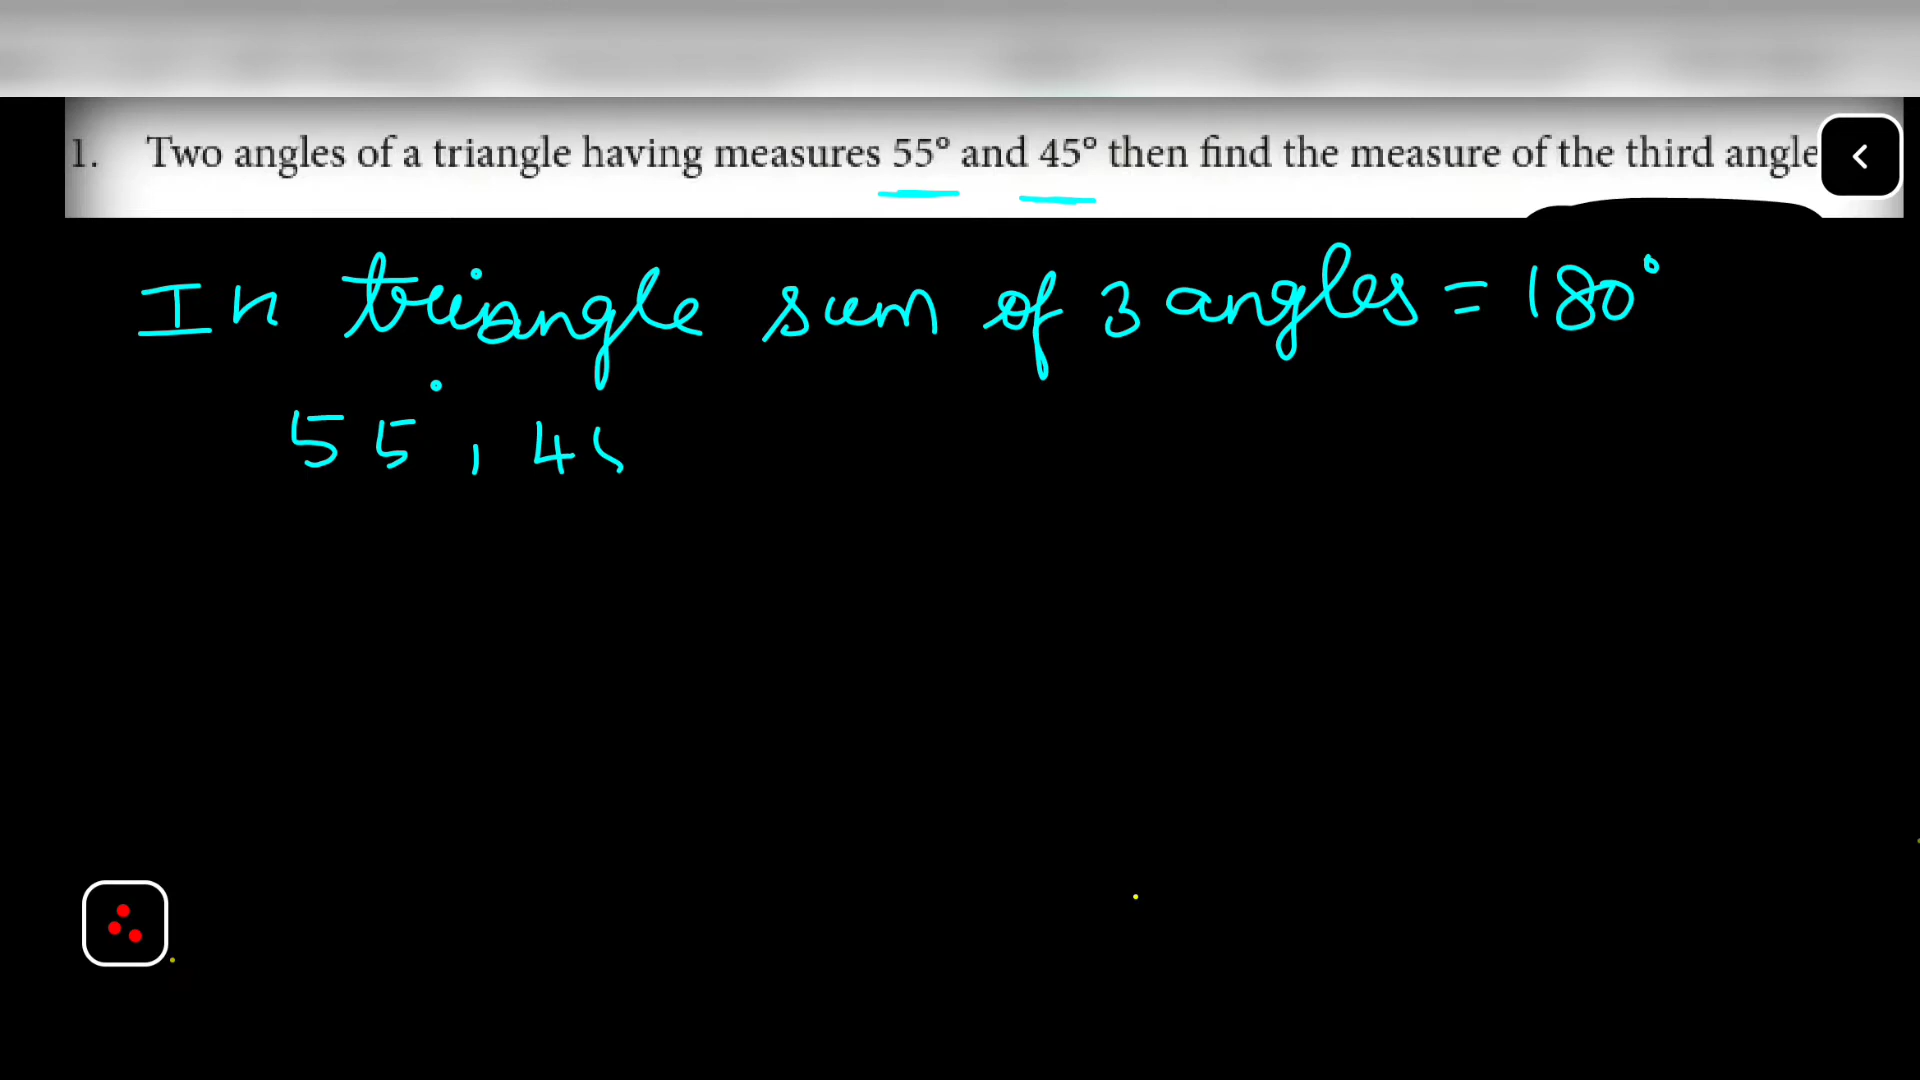 1. Two angles of a triangle having measures 55° and 45° then find the measure of the third angle
In triangle sum of 3 angles = 180°
55°, 4